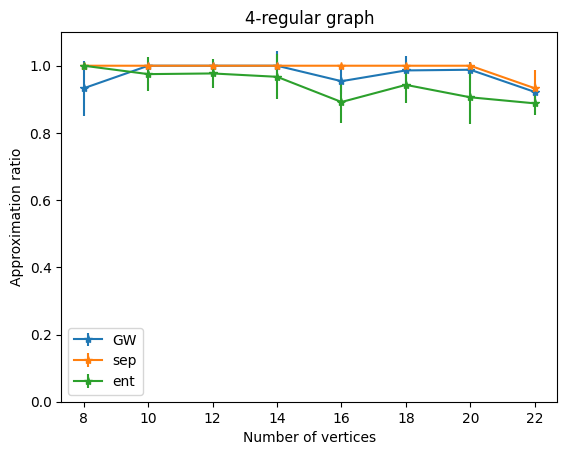 4-regular graph
Approximation ratio
1.0
0.8
0.6
0.4
0.2
0.0
GW
sep
ent
8 10 12 14 16 18 20 22
Number of vertices